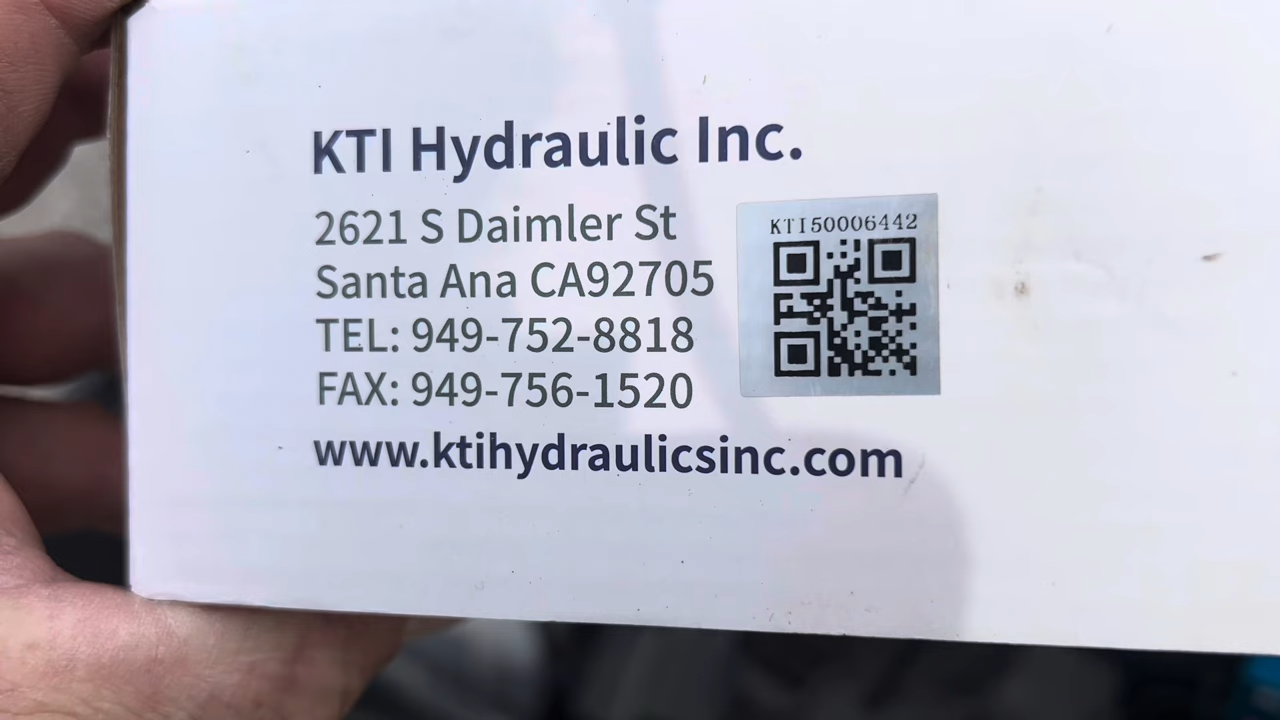 KTI Hydraulic Inc.
2621 S Daimler St
Santa Ana CA92705
TEL: 949-752-8818
FAX: 949-756-1520
www.ktihydraulicsinc.com
KTI50006442